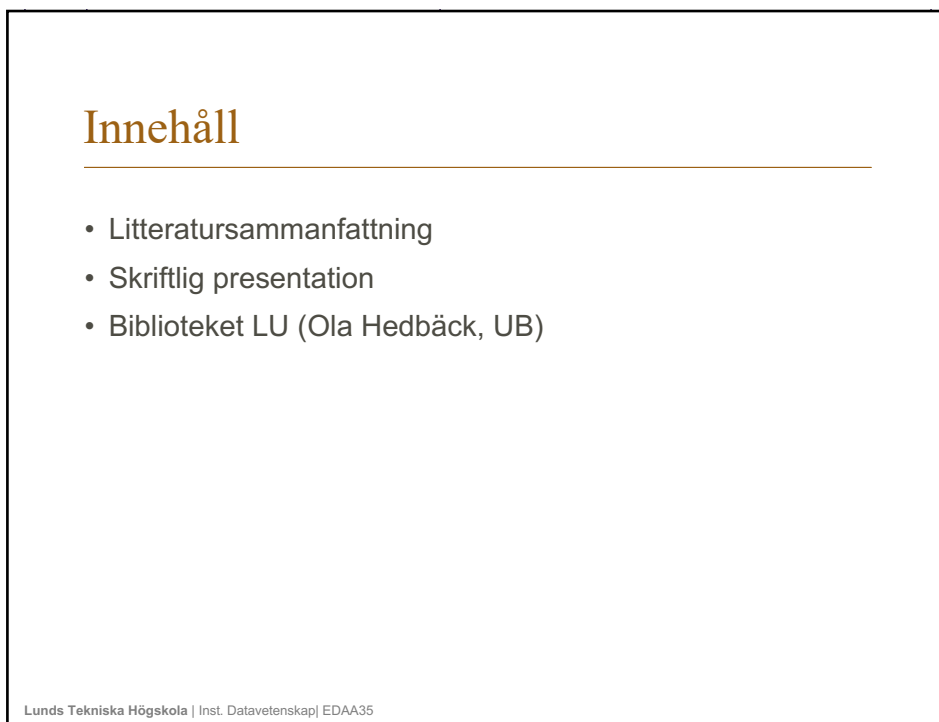 Innehåll
• Litteratursammanfattning
• Skriftlig presentation
• Biblioteket LU (Ola Hedbäck, UB)
Lunds Tekniska Högskola | Inst. Datavetenskap| EDAA35